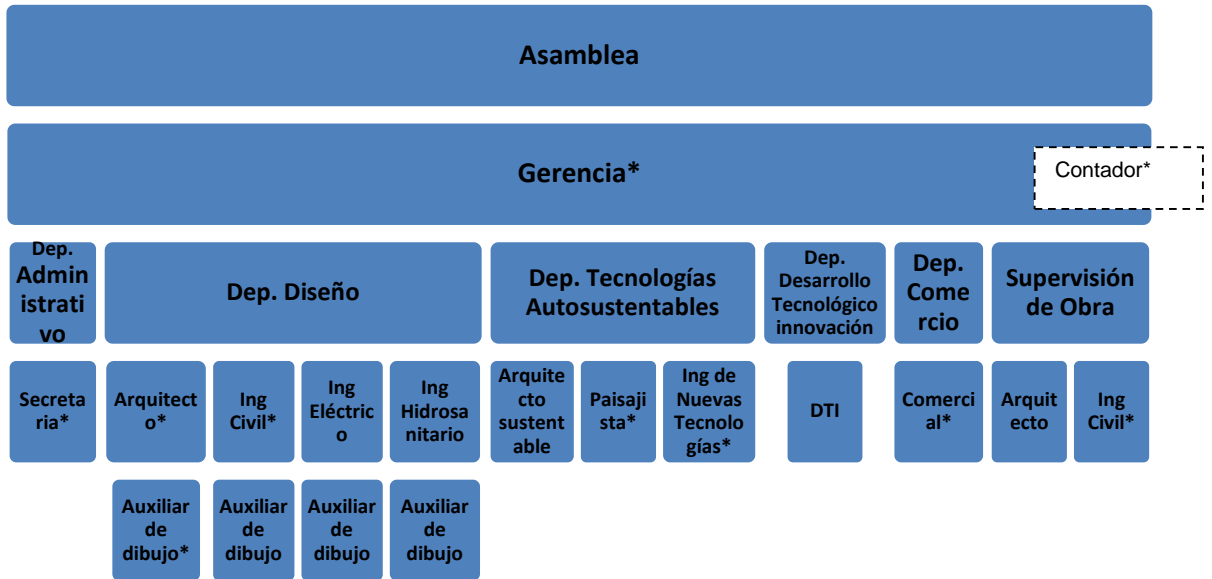 Asamblea
Gerencia*
Contador*
Dep.
Admin
istrati
vo
Dep. Diseño
Dep. Tecnologías
Autosustentables
Dep.
Desarrollo
Tecnológico
innovación
Dep.
Come
rcio
Supervisión
de Obra
Secreta
ria*
Arquitect
o*
Ing
Civil*
Ing
Eléctric
o
Ing
Hidrosa
nitario
Arquite
cto
sustent
able
Paisaji
sta*
Ing de
Nuevas
Tecnolo
gías*
DTI
Comerci
al*
Arquit
ecto
Ing
Civil*
Auxiliar
de
dibujo*
Auxiliar
de
dibujo
Auxiliar
de
dibujo
Auxiliar
de
dibujo